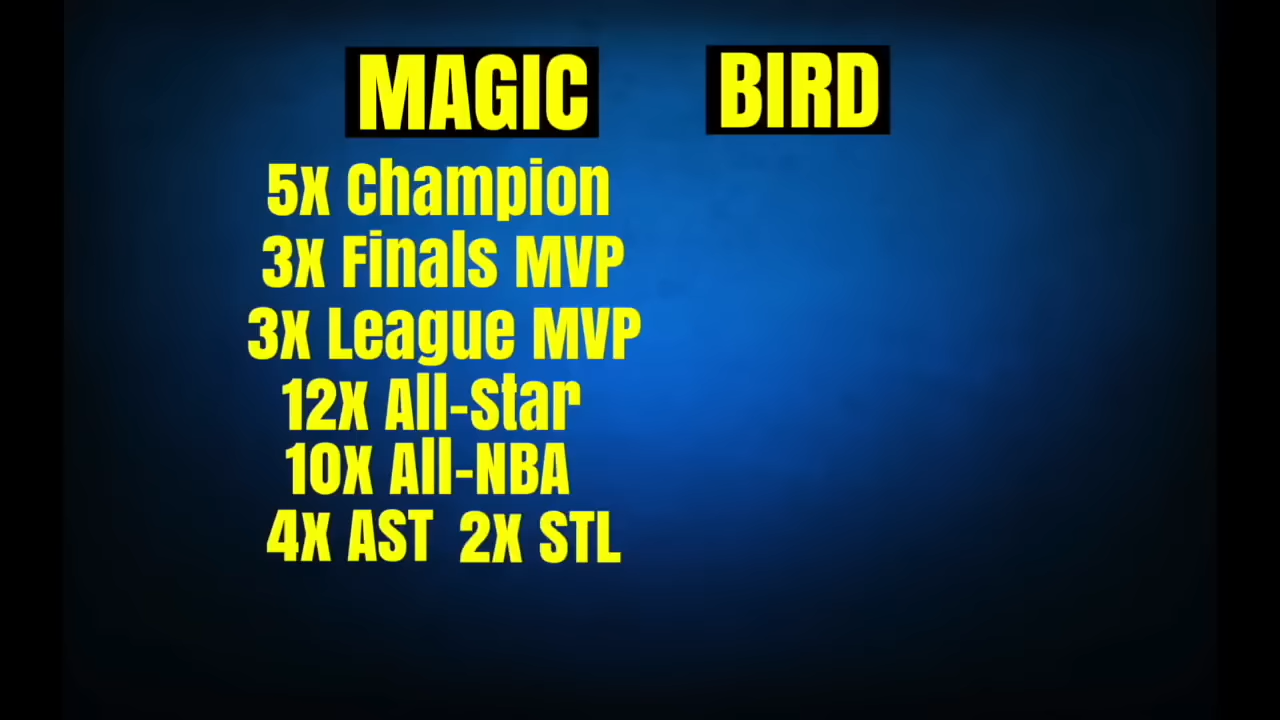 MAGIC BIRD
5x Champion
3x Finals MVP
3x League MVP
12x All-Star
10x All-NBA
4x AST 2x STL